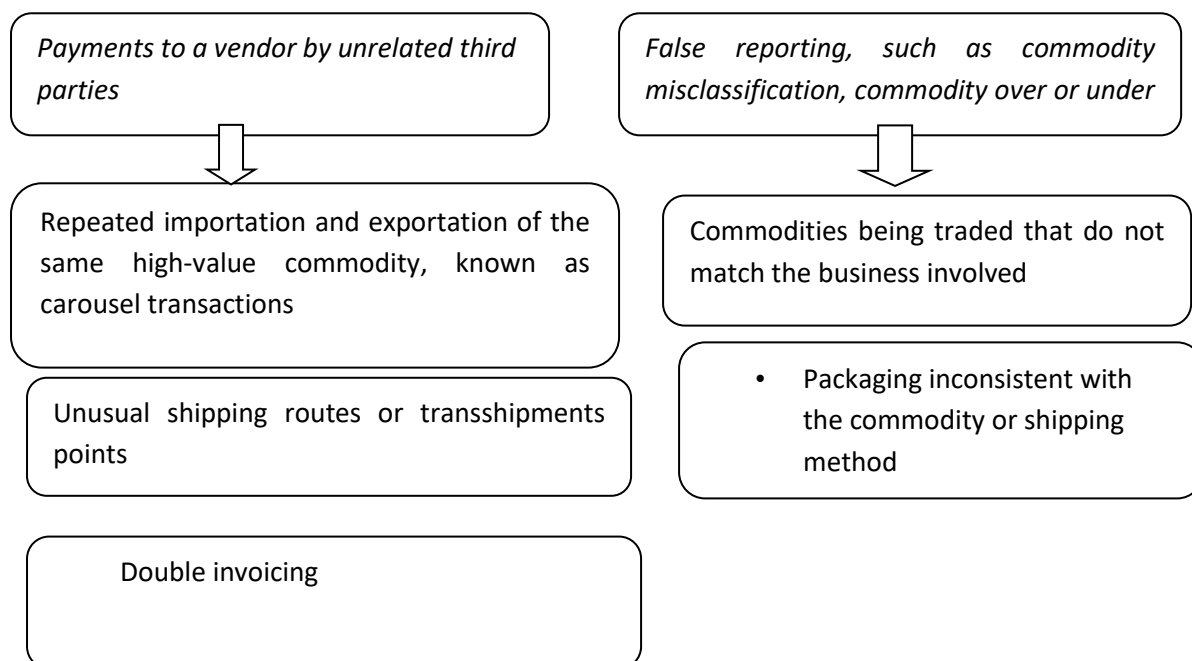 Payments to a vendor by unrelated third
parties
False reporting, such as commodity
misclassification, commodity over or under
Repeated importation and exportation of the
same high-value commodity, known as
carousel transactions
Commodities being traded that do not
match the business involved
Unusual shipping routes or transshipments
points
• Packaging inconsistent with
the commodity or shipping
method
Double invoicing